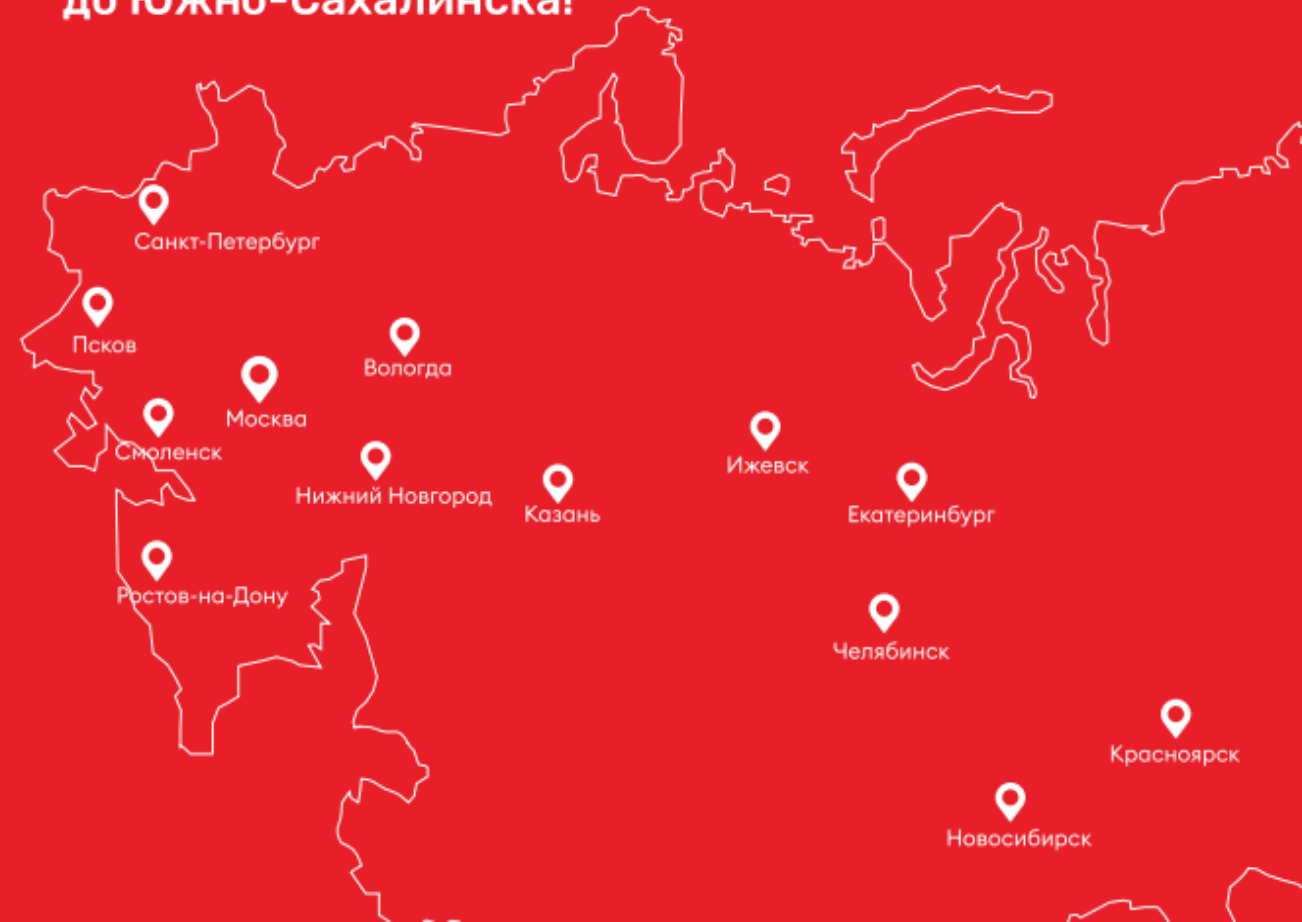 до Южно-Сахалинска!
Санкт-Петербург
Псков
Вологда
Москва
Смоленск
Ижевск
Нижний Новгород
Казань
Екатеринбург
Ростов-на-Дону
Челябинск
Красноярск
Новосибирск